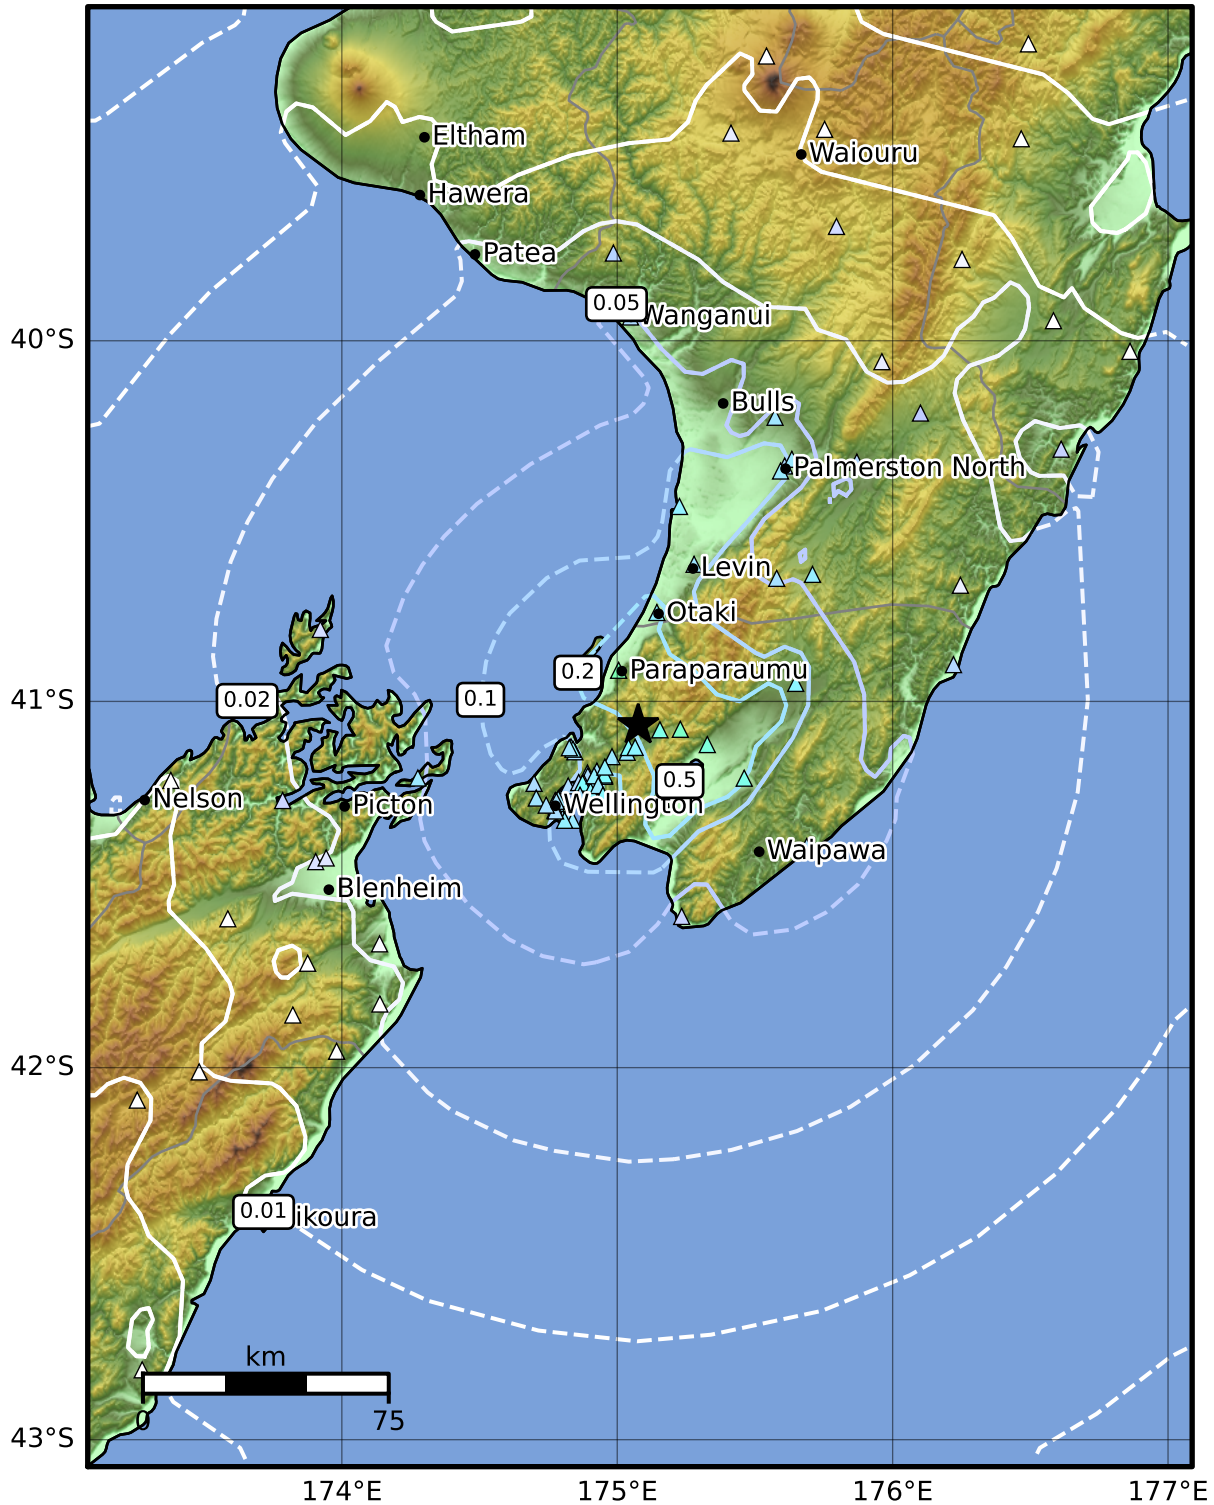 Eltham
Waiouru
Hawera
Patea
0.05
Wanganui
40°S
Bulls
Palmerston North
Levin
Otaki
0.2
Paraparaumu
0.02
0.1
41°S
0.5
Nelson
Picton
Wellington
Waipawa
Blenheim
42°S
0.01
ikoura
km
0
75
43°S
174°E
175°E
176°E
177°E